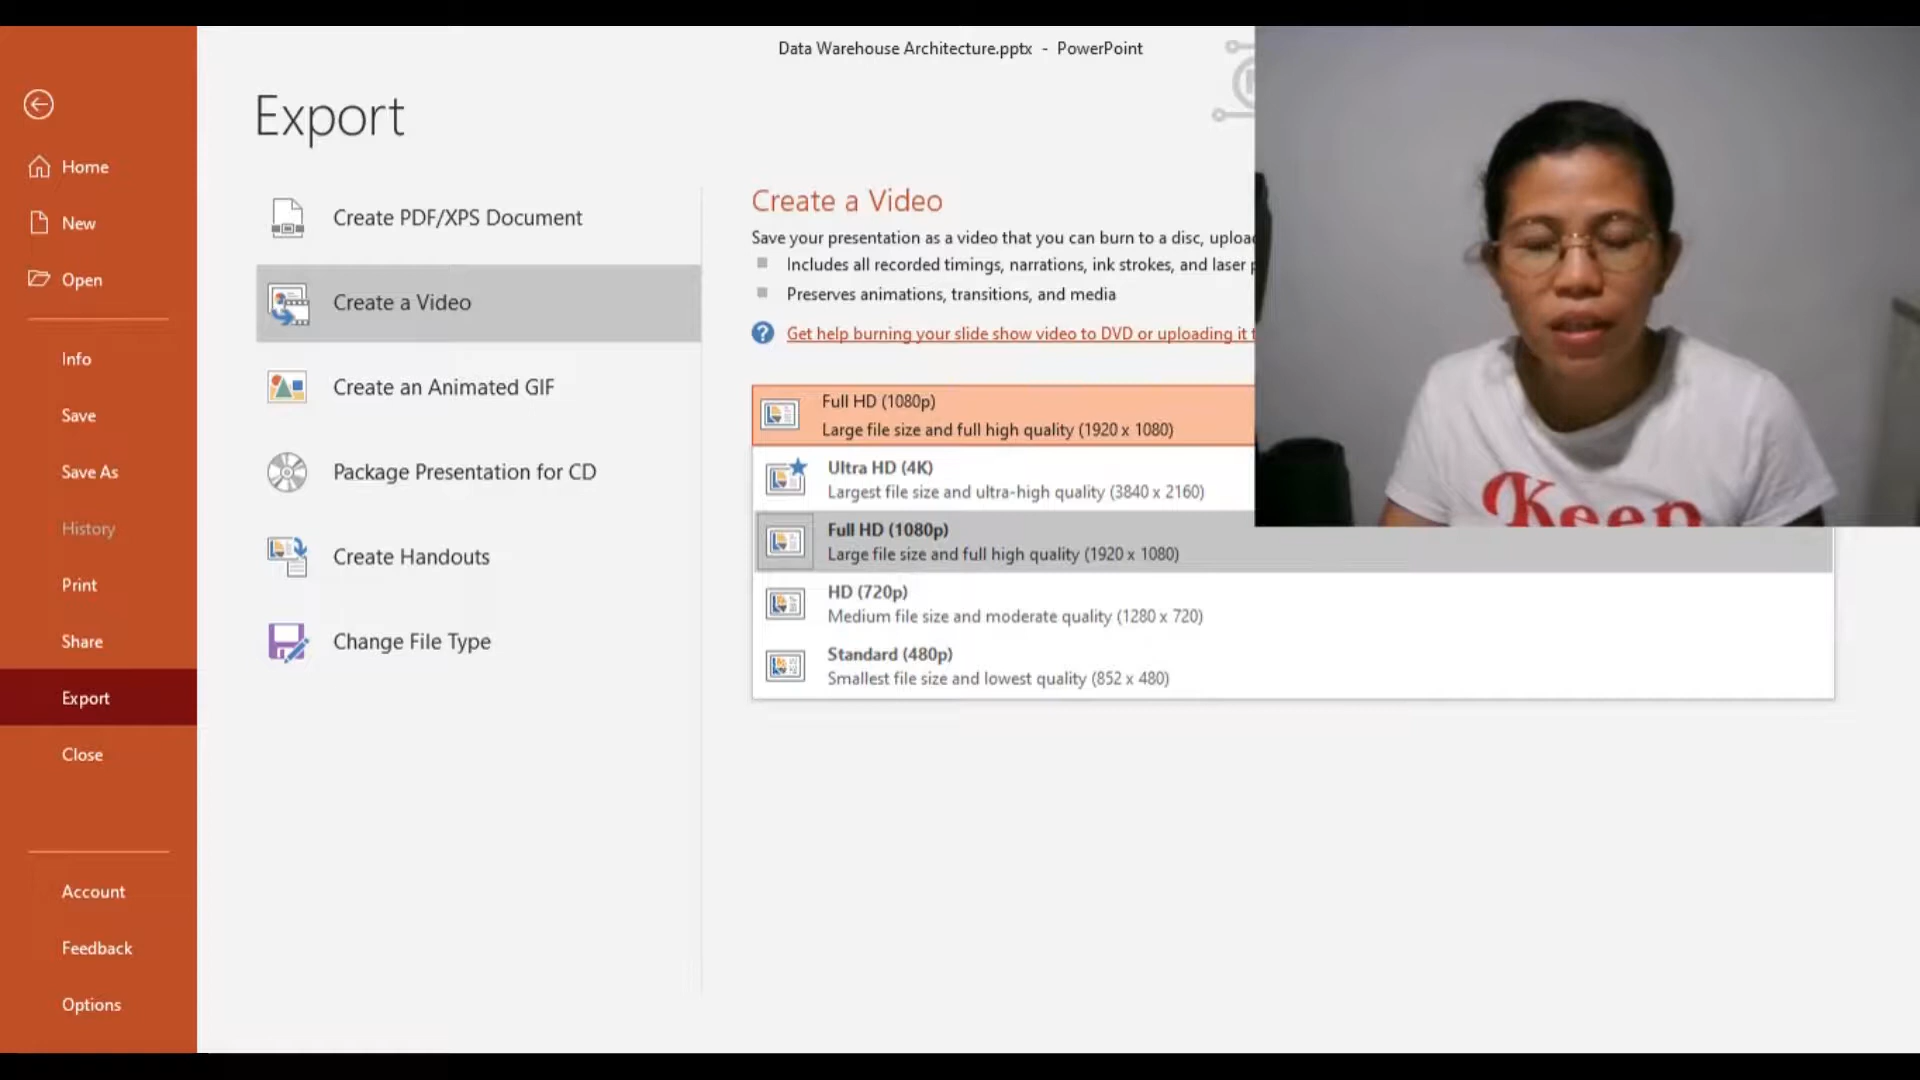 Data Warehouse Architecture.pptx - PowerPoint
Export
Home
New
Open
Info
Save
Save As
History
Print
Share
Export
Close
Account
Feedback
Options
Create PDF/XPS Document
Create a Video
Create an Animated GIF
Package Presentation for CD
Create Handouts
Change File Type
Create a Video
Save your presentation as a video that you can burn to a disc,
Includes all recorded timings, narrations, ink strokes, and laser
Preserves animations, transitions, and media
Get help burning your slide show video to DVD or uploading it
Full HD (1080p)
Large file size and full high quality (1920 x 1080)
Ultra HD (4K)
Largest file size and ultra-high quality (3840 x 2160)
Full HD (1080p)
Large file size and full high quality (1920 x 1080)
HD (720p)
Medium file size and moderate quality (1280 x 720)
Standard (480p)
Smallest file size and lowest quality (852 x 480)
Keep